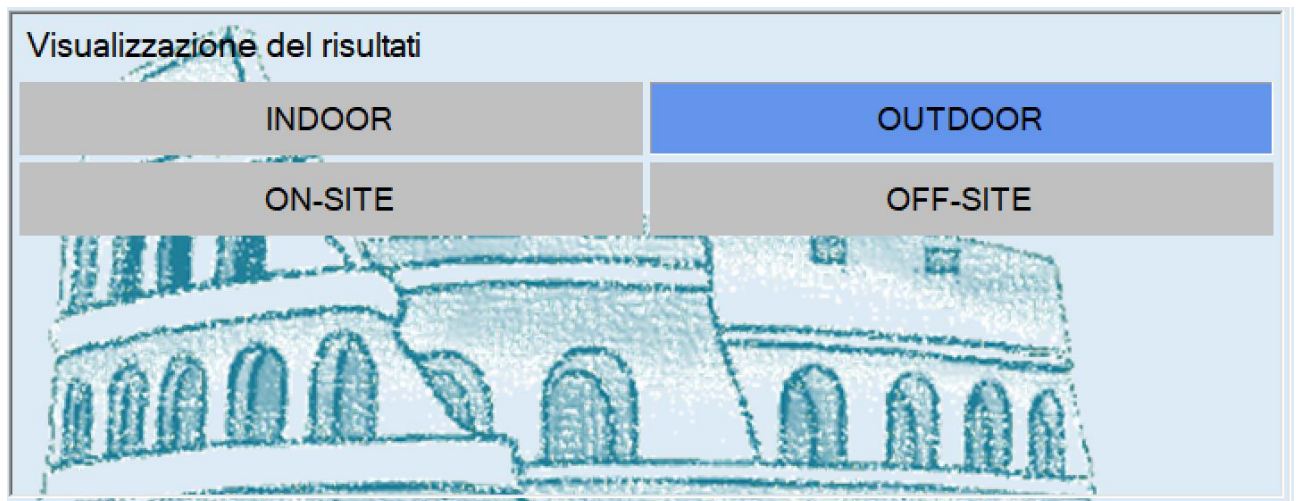 Visualizzazione del risultati
INDOOR
OUTDOOR
ON-SITE
OFF-SITE